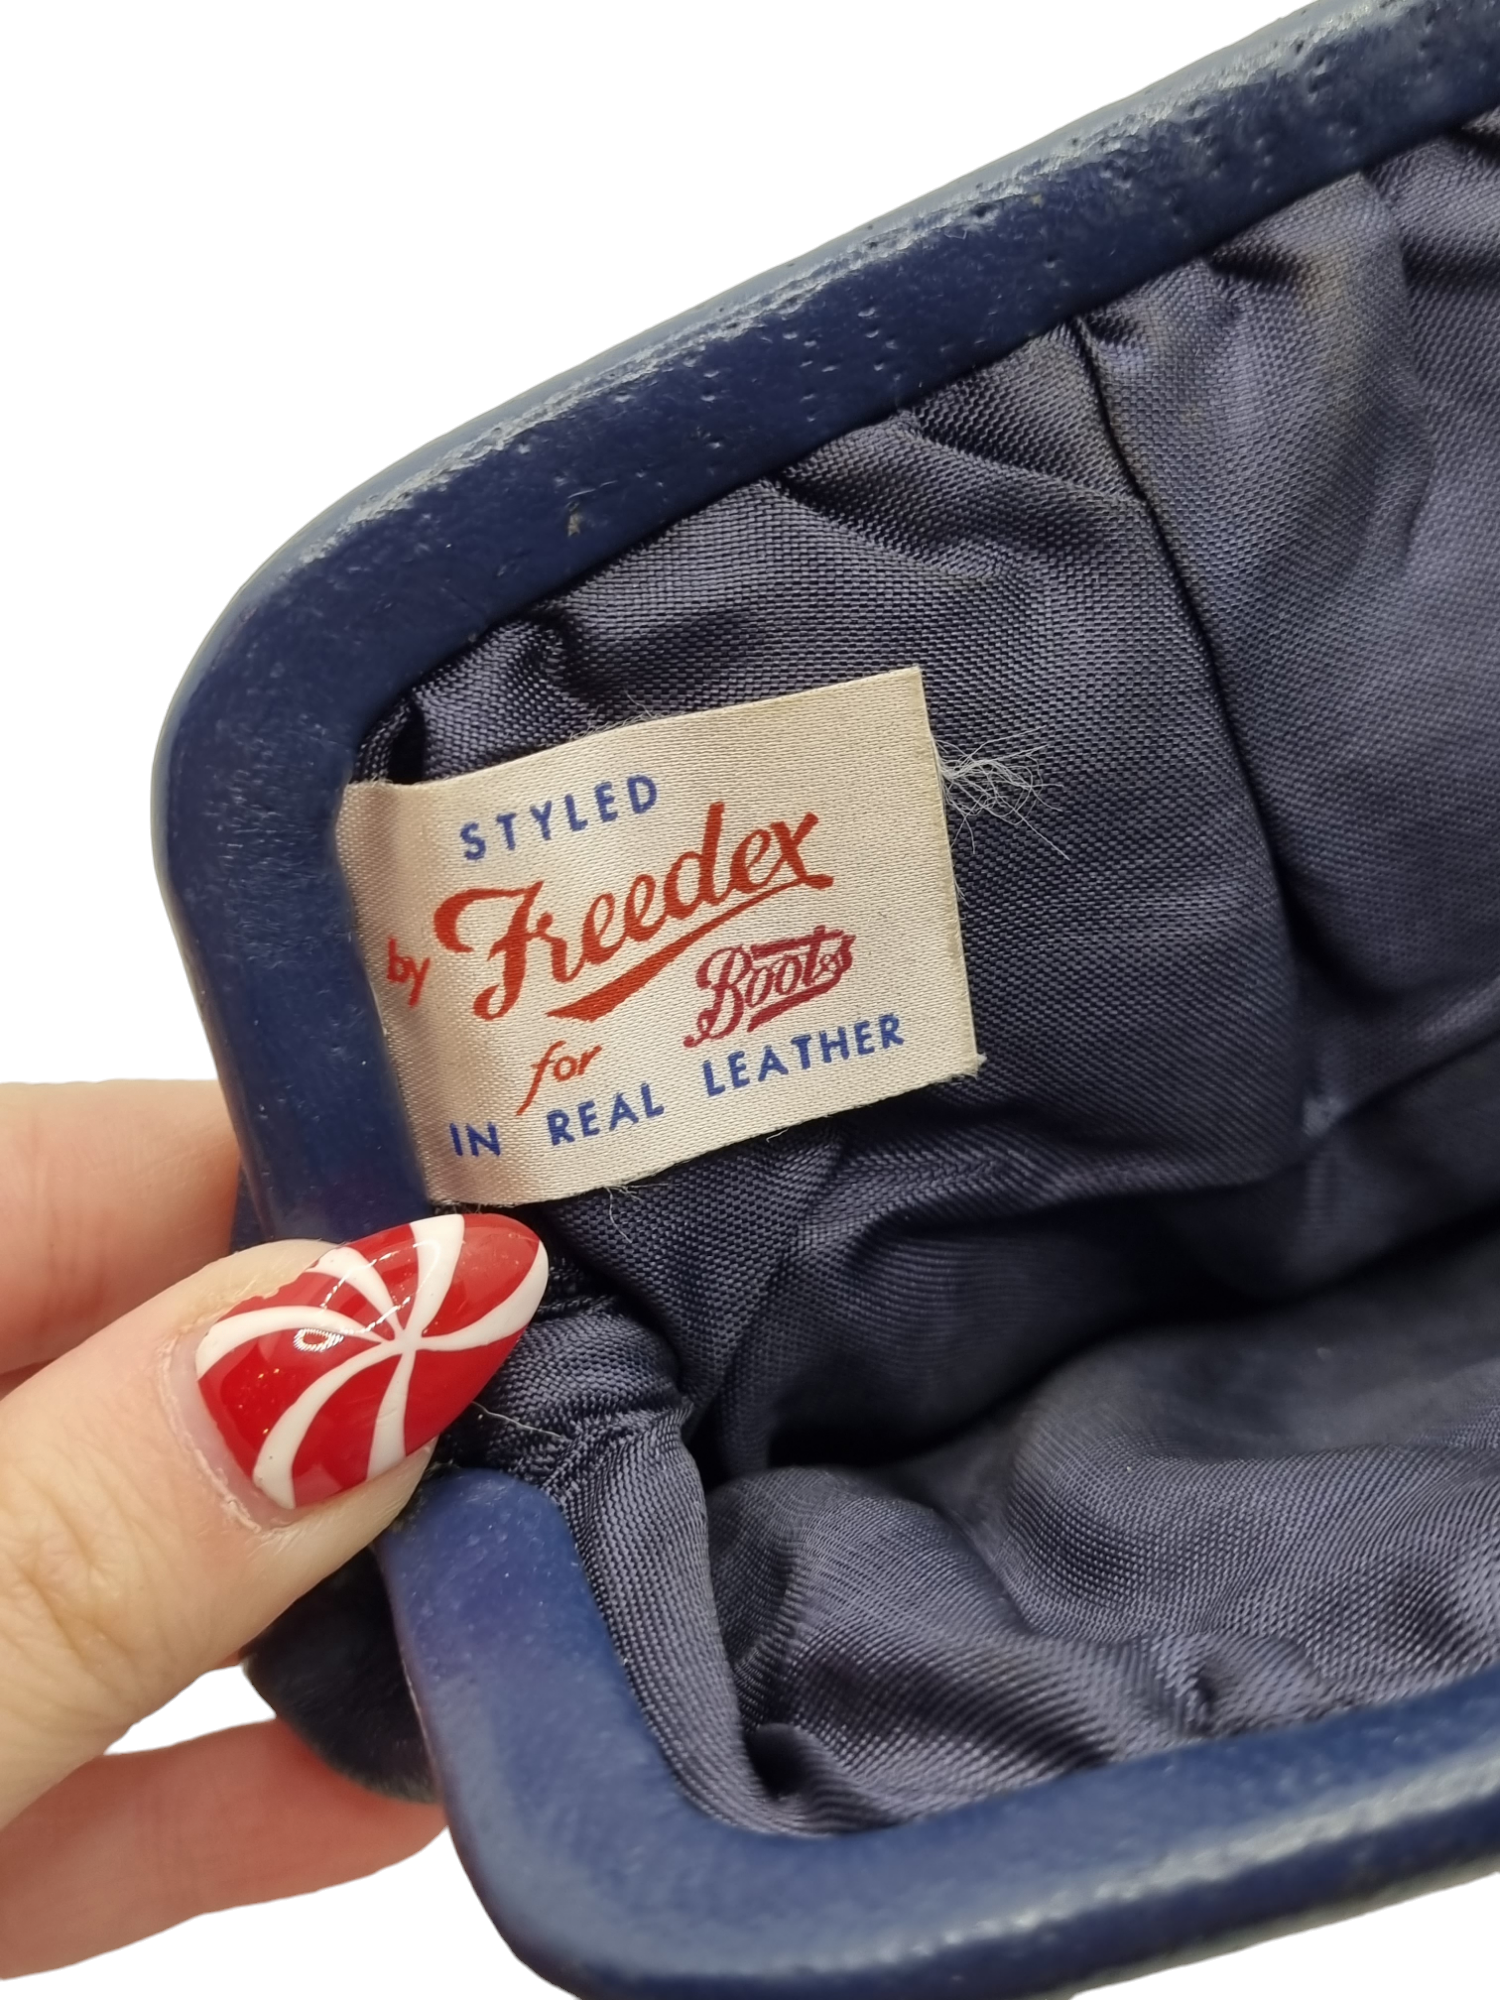 STYLED
by Freedex
for Boots
IN REAL LEATHER